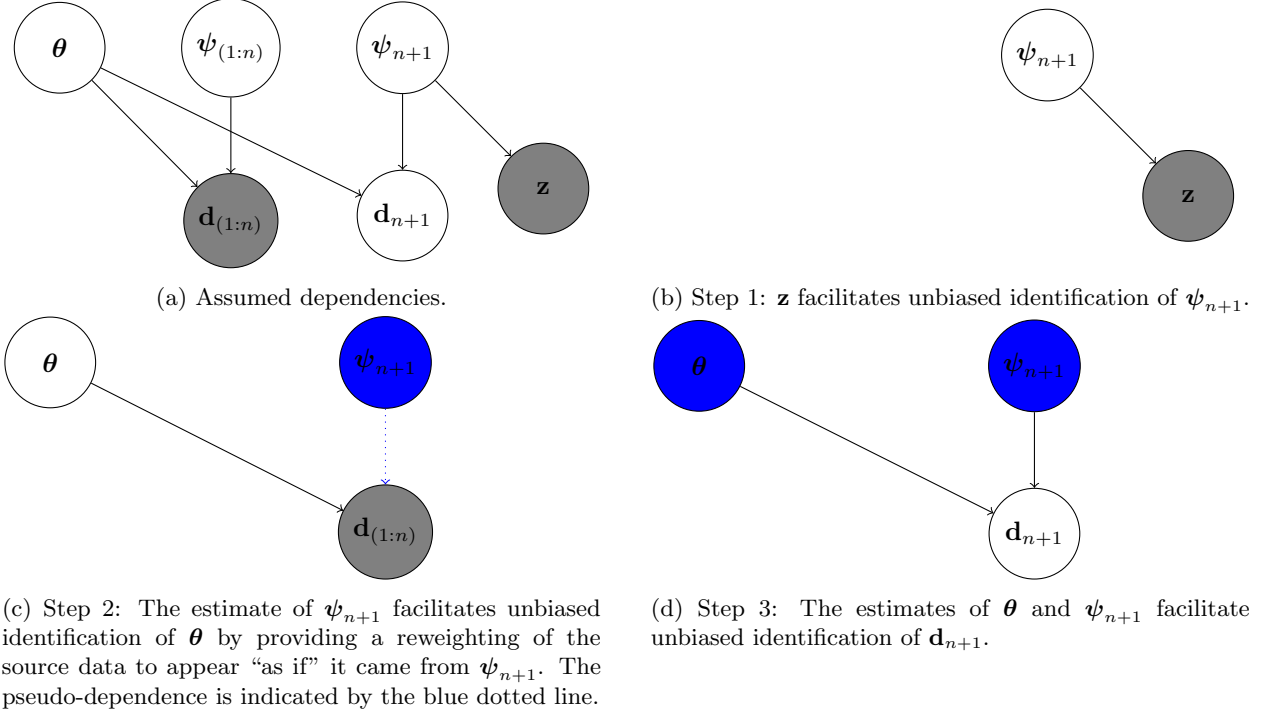 θ ψ(1:n) ψn+1
d(1:n) dn+1 z
(a) Assumed dependencies.
ψn+1
z
(b) Step 1: z facilitates unbiased identification of ψn+1.
θ ψn+1
d(1:n)
(c) Step 2: The estimate of ψn+1 facilitates unbiased
identification of θ by providing a reweighting of the
source data to appear “as if” it came from ψn+1. The
pseudo-dependence is indicated by the blue dotted line.
θ ψn+1
dn+1
(d) Step 3: The estimates of θ and ψn+1 facilitate
unbiased identification of dn+1.